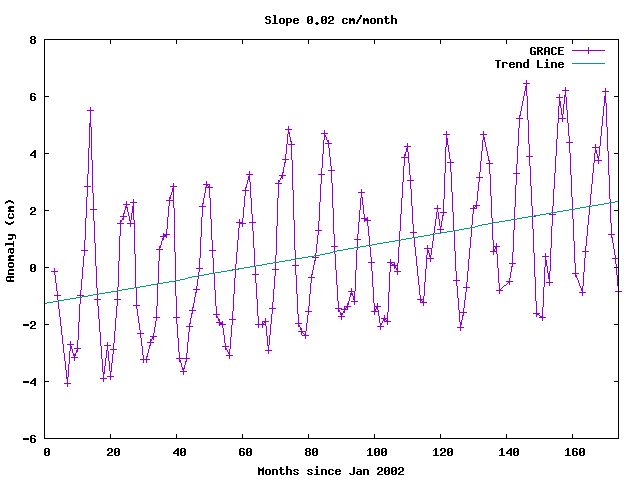 Slope 0.02 cm/month
GRACE
Trend Line
8
6
4
2
0
-2
-4
-6
Anomaly (cm)
0 20 40 60 80 100 120 140 160
Months since Jan 2002